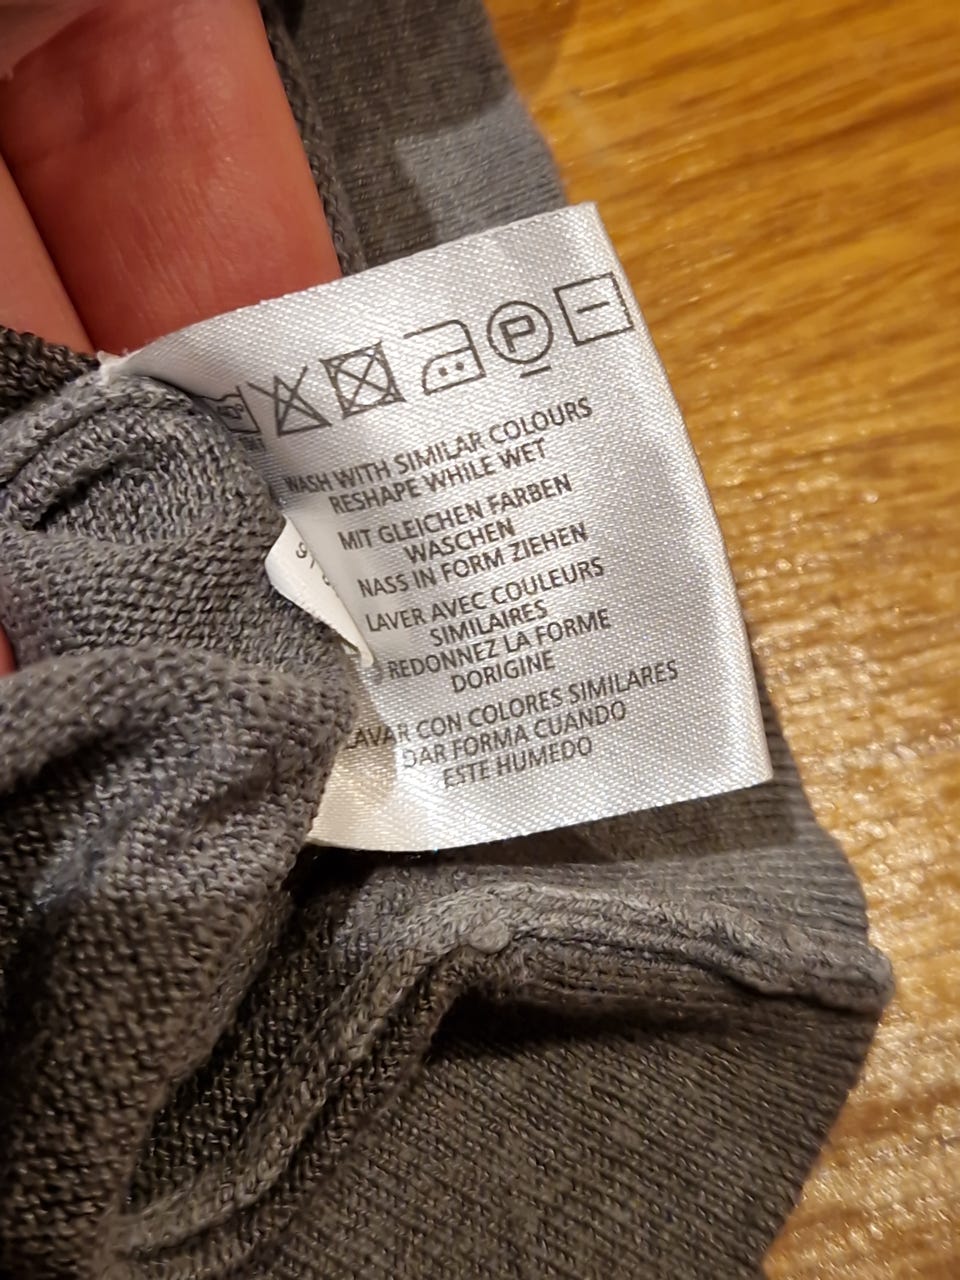 P
WASH WITH SIMILAR COLOURS
RESHAPE WHILE WET
MIT GLEICHEN FARBEN
WASCHEN
NASS IN FORM ZIEHEN
LAVER AVEC COULEURS
SIMILAIRES
REDONNEZ LA FORME
DORIGINE
LAVAR CON COLORES SIMILARES
DAR FORMA CUANDO
ESTE HUMEDO